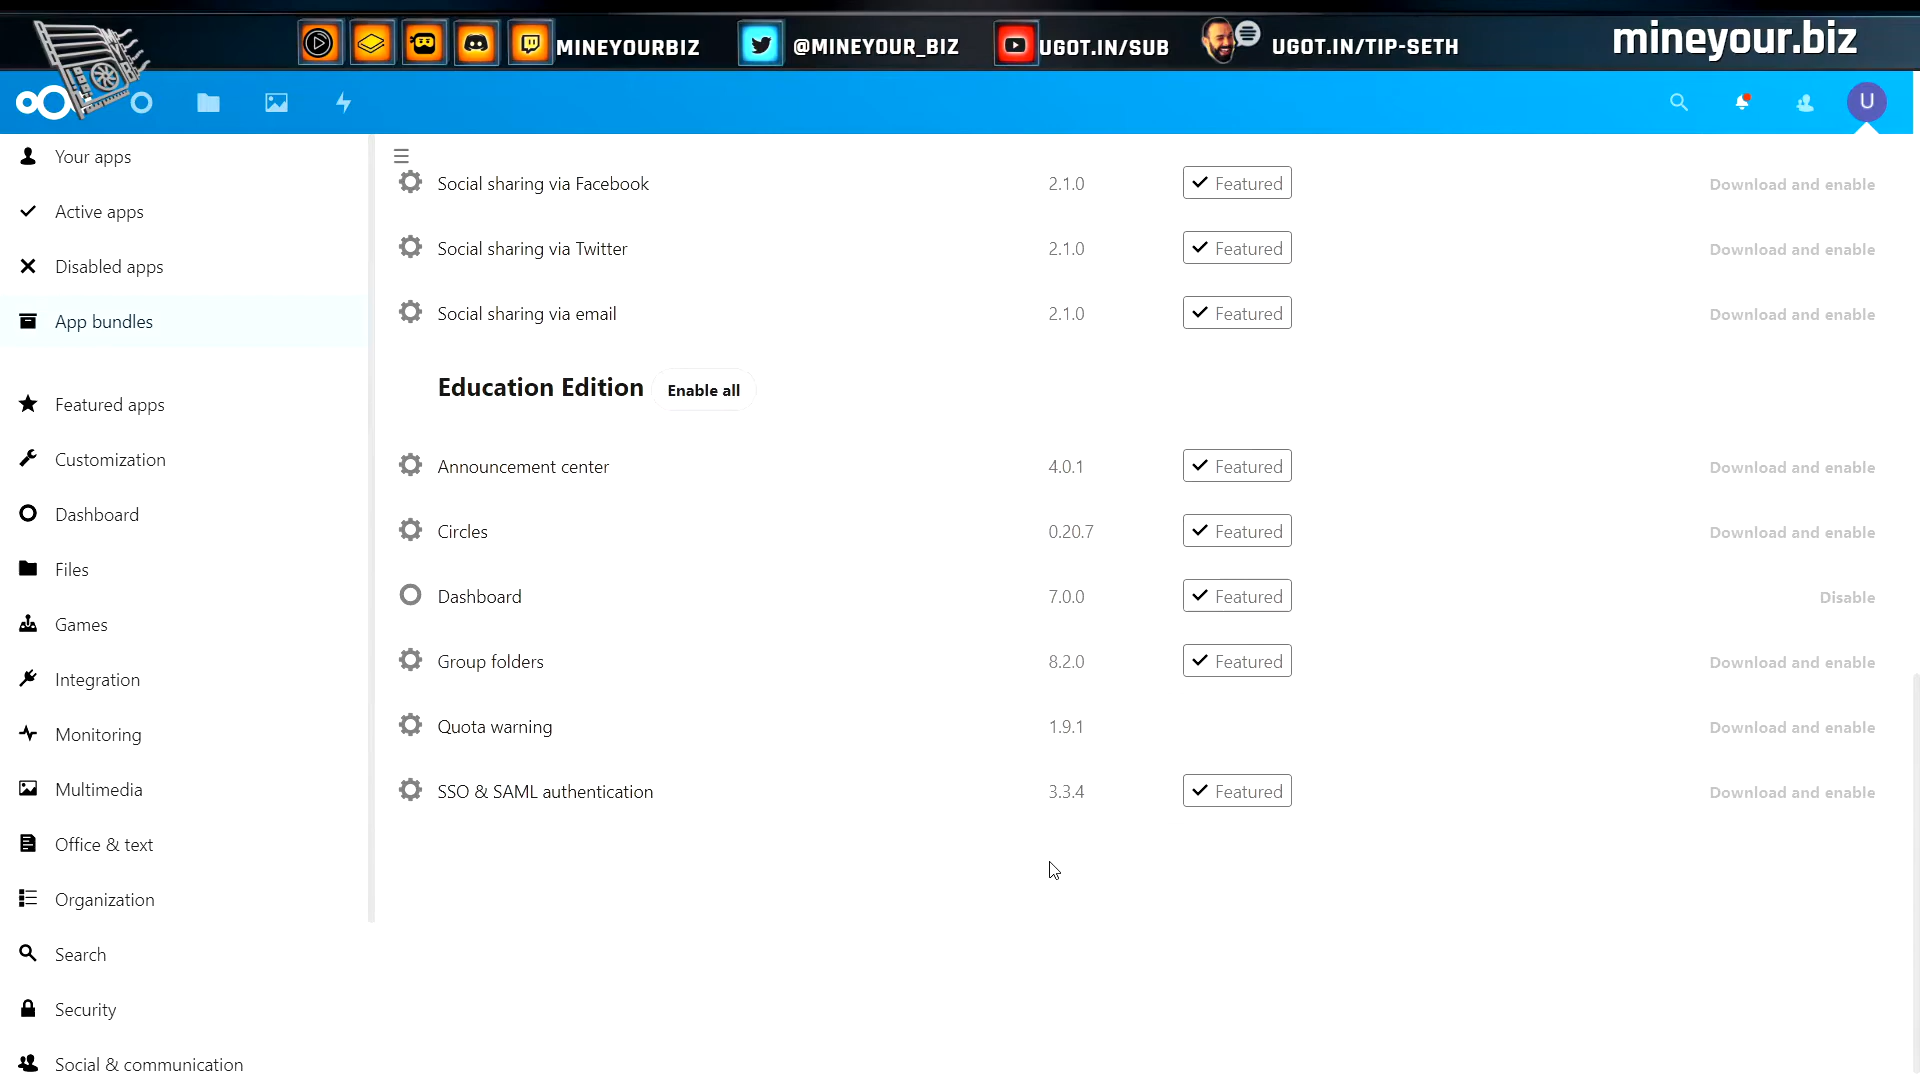 MINEYOURBIZ @MINEYOUR_BIZ UGOT.IN/SUB UGOT.IN/TIP-SETH mineyour.biz
U
Your apps
Active apps
Disabled apps
App bundles
Featured apps
Customization
Dashboard
Files
Games
Integration
Monitoring
Multimedia
Office & text
Organization
Search
Security
Social & communication
Social sharing via Facebook 2.1.0 Featured Download and enable
Social sharing via Twitter 2.1.0 Featured Download and enable
Social sharing via email 2.1.0 Featured Download and enable
Education Edition Enable all
Announcement center 4.0.1 Featured Download and enable
Circles 0.20.7 Featured Download and enable
Dashboard 7.0.0 Featured Disable
Group folders 8.2.0 Featured Download and enable
Quota warning 1.9.1 Download and enable
SSO & SAML authentication 3.3.4 Featured Download and enable